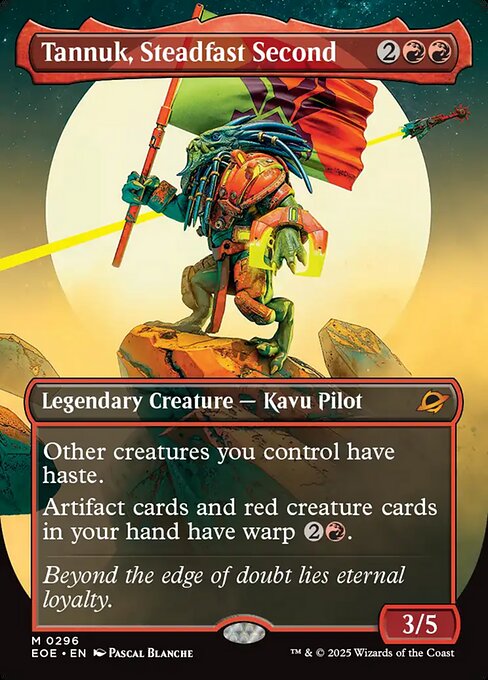 Tannuk, Steadfast Second 2
Legendary Creature — Kavu Pilot
Other creatures you control have
haste.
Artifact cards and red creature cards
in your hand have warp 2.
Beyond the edge of doubt lies eternal
loyalty.
3/5
M 0296
EOE • EN Pascal Blanche
™ & © 2025 Wizards of the Coast